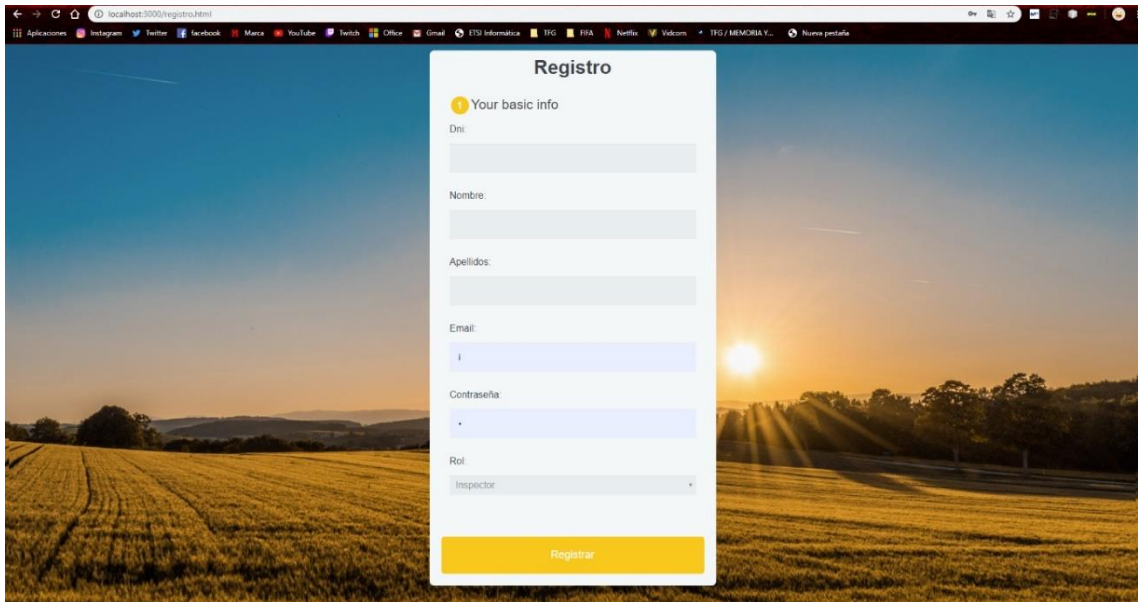 localhost:3000/registro.html
Aplicaciones Instagram Twitter facebook Marca YouTube Twitch Office Gmail ETSI Informática TFG FIFA Netflix Vidcorn TFG / MEMORIA Y... Nueva pestaña
Registro
1 Your basic info
Dni:
Nombre:
Apellidos:
Email:
i
Contraseña:
•
Rol:
Inspector
Registrar